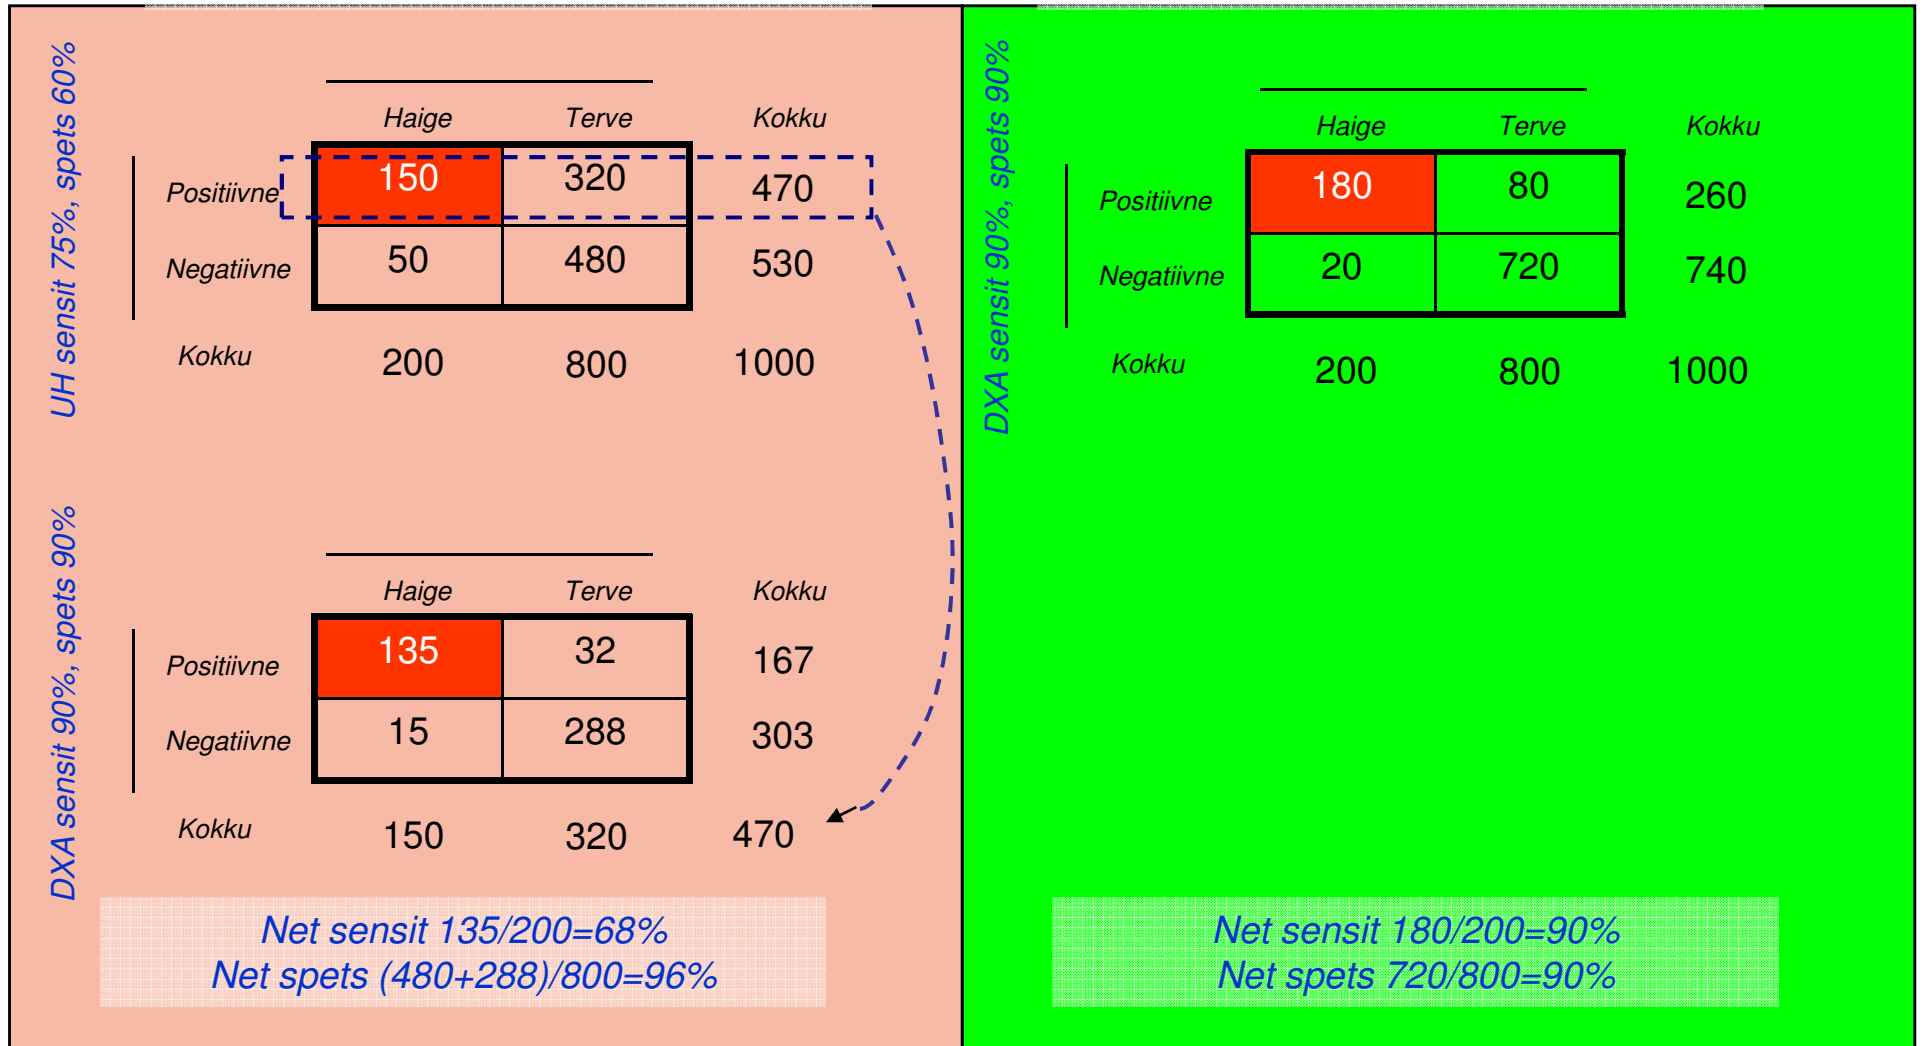 UH sensit 75%, spets 60%
Haige Terve Kokku
Positiivne 150 320 470
Negatiivne 50 480 530
Kokku 200 800 1000
DXA sensit 90%, spets 90%
Haige Terve Kokku
Positiivne 135 32 167
Negatiivne 15 288 303
Kokku 150 320 470
Net sensit 135/200=68%
Net spets (480+288)/800=96%
DXA sensit 90%, spets 90%
Haige Terve Kokku
Positiivne 180 80 260
Negatiivne 20 720 740
Kokku 200 800 1000
Net sensit 180/200=90%
Net spets 720/800=90%